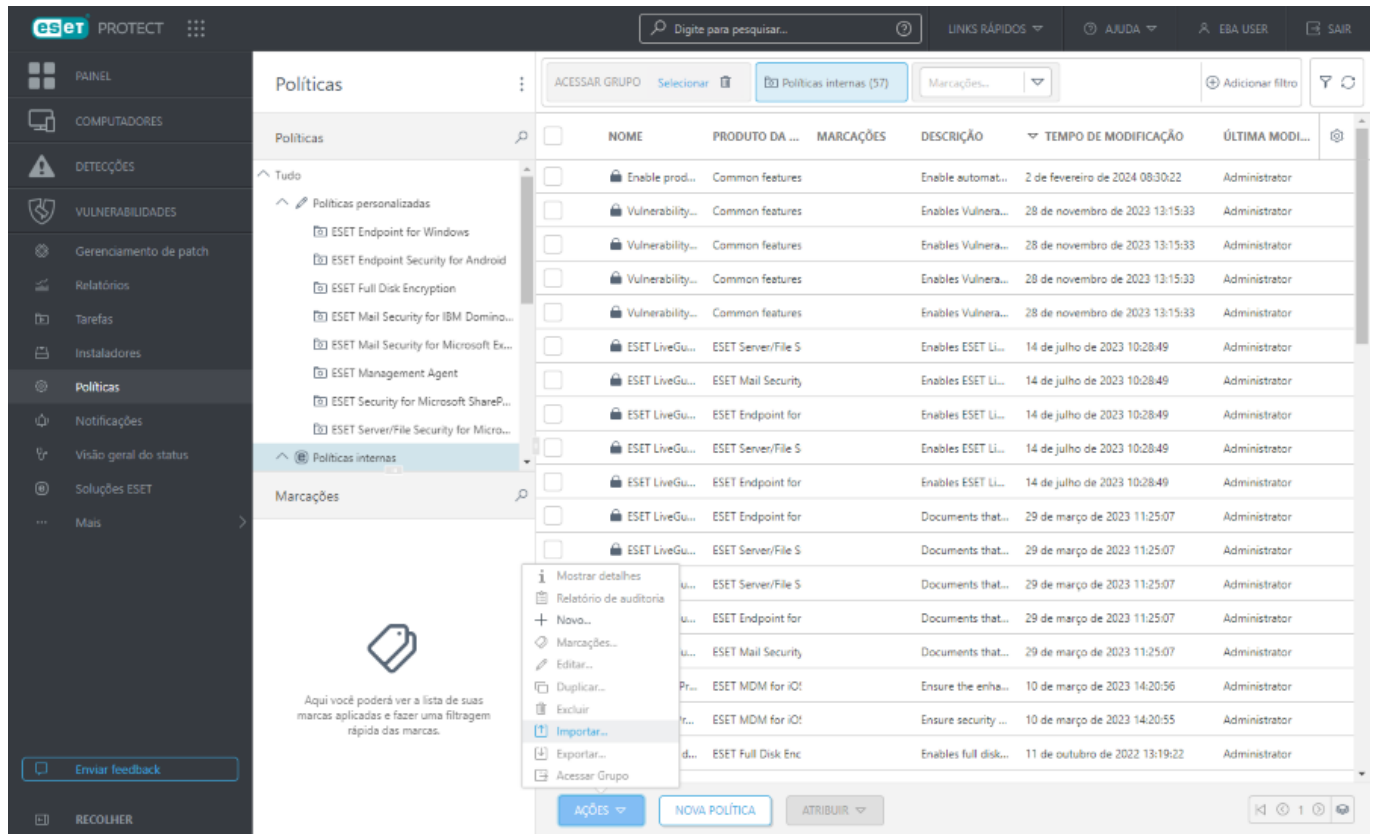 eset PROTECT
Digite para pesquisar...
LINKS RÁPIDOS
AJUDA
EBA USER
SAIR
PAINEL
COMPUTADORES
DETECÇÕES
VULNERABILIDADES
Gerenciamento de patch
Relatórios
Tarefas
Instaladores
Políticas
Notificações
Visão geral do status
Soluções ESET
Mais
Enviar feedback
RECOLHER
Políticas
Políticas
Tudo
Políticas personalizadas
ESET Endpoint for Windows
ESET Endpoint Security for Android
ESET Full Disk Encryption
ESET Mail Security for IBM Domino...
ESET Mail Security for Microsoft Ex...
ESET Management Agent
ESET Security for Microsoft ShareP...
ESET Server/File Security for Micro...
Políticas internas
Marcações
Aqui você poderá ver a lista de suas
marcas aplicadas e fazer uma filtragem
rápida das marcas.
ACESSAR GRUPO Selecionar
Políticas internas (57)
Marcações...
Adicionar filtro
NOME PRODUTO DA ... MARCAÇÕES DESCRIÇÃO TEMPO DE MODIFICAÇÃO ÚLTIMA MODI...
Enable prod... Common features Enable automat... 2 de fevereiro de 2024 08:30:22 Administrator
Vulnerability... Common features Enables Vulnera... 28 de novembro de 2023 13:15:33 Administrator
Vulnerability... Common features Enables Vulnera... 28 de novembro de 2023 13:15:33 Administrator
Vulnerability... Common features Enables Vulnera... 28 de novembro de 2023 13:15:33 Administrator
Vulnerability... Common features Enables Vulnera... 28 de novembro de 2023 13:15:33 Administrator
ESET LiveGu... ESET Server/File S Enables ESET Li... 14 de julho de 2023 10:28:49 Administrator
ESET LiveGu... ESET Mail Security Enables ESET Li... 14 de julho de 2023 10:28:49 Administrator
ESET LiveGu... ESET Endpoint for Enables ESET Li... 14 de julho de 2023 10:28:49 Administrator
ESET LiveGu... ESET Server/File S Enables ESET Li... 14 de julho de 2023 10:28:49 Administrator
ESET LiveGu... ESET Endpoint for Enables ESET Li... 14 de julho de 2023 10:28:49 Administrator
ESET LiveGu... ESET Endpoint for Documents that... 29 de março de 2023 11:25:07 Administrator
ESET LiveGu... ESET Server/File S Documents that... 29 de março de 2023 11:25:07 Administrator
u... ESET Server/File S Documents that... 29 de março de 2023 11:25:07 Administrator
u... ESET Endpoint for Documents that... 29 de março de 2023 11:25:07 Administrator
u... ESET Mail Security Documents that... 29 de março de 2023 11:25:07 Administrator
Pr... ESET MDM for iO Ensure the enha... 10 de março de 2023 14:20:56 Administrator
r... ESET MDM for iO Ensure security ... 10 de março de 2023 14:20:55 Administrator
d... ESET Full Disk Enc Enables full disk... 11 de outubro de 2022 13:19:22 Administrator
Mostrar detalhes
Relatório de auditoria
Novo...
Marcações...
Editar...
Duplicar...
Excluir
Importar...
Exportar...
Acessar Grupo
AÇÕES
NOVA POLÍTICA
ATRIBUIR
1